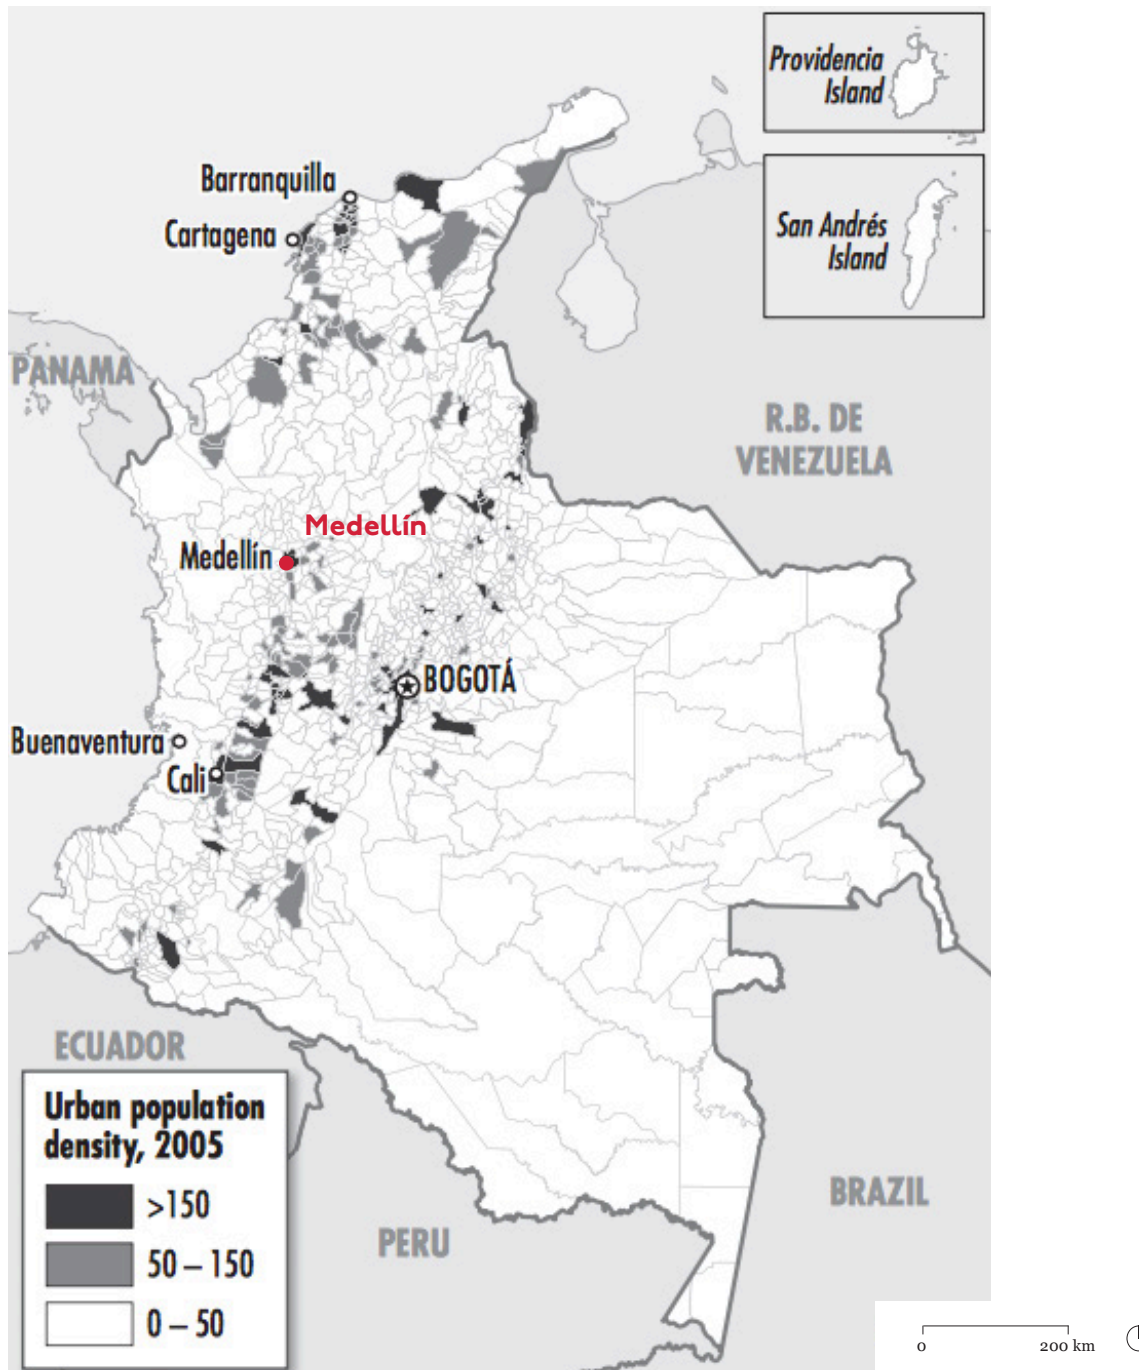 Providencia
Island
San Andrés
Island
Barranquilla
Cartagena
PANAMA
R.B. DE
VENEZUELA
Medellín
Medellín
BOGOTÁ
Buenaventura
Cali
ECUADOR
Urban population
density, 2005
>150
50 – 150
0 – 50
PERU
BRAZIL
0 200 km